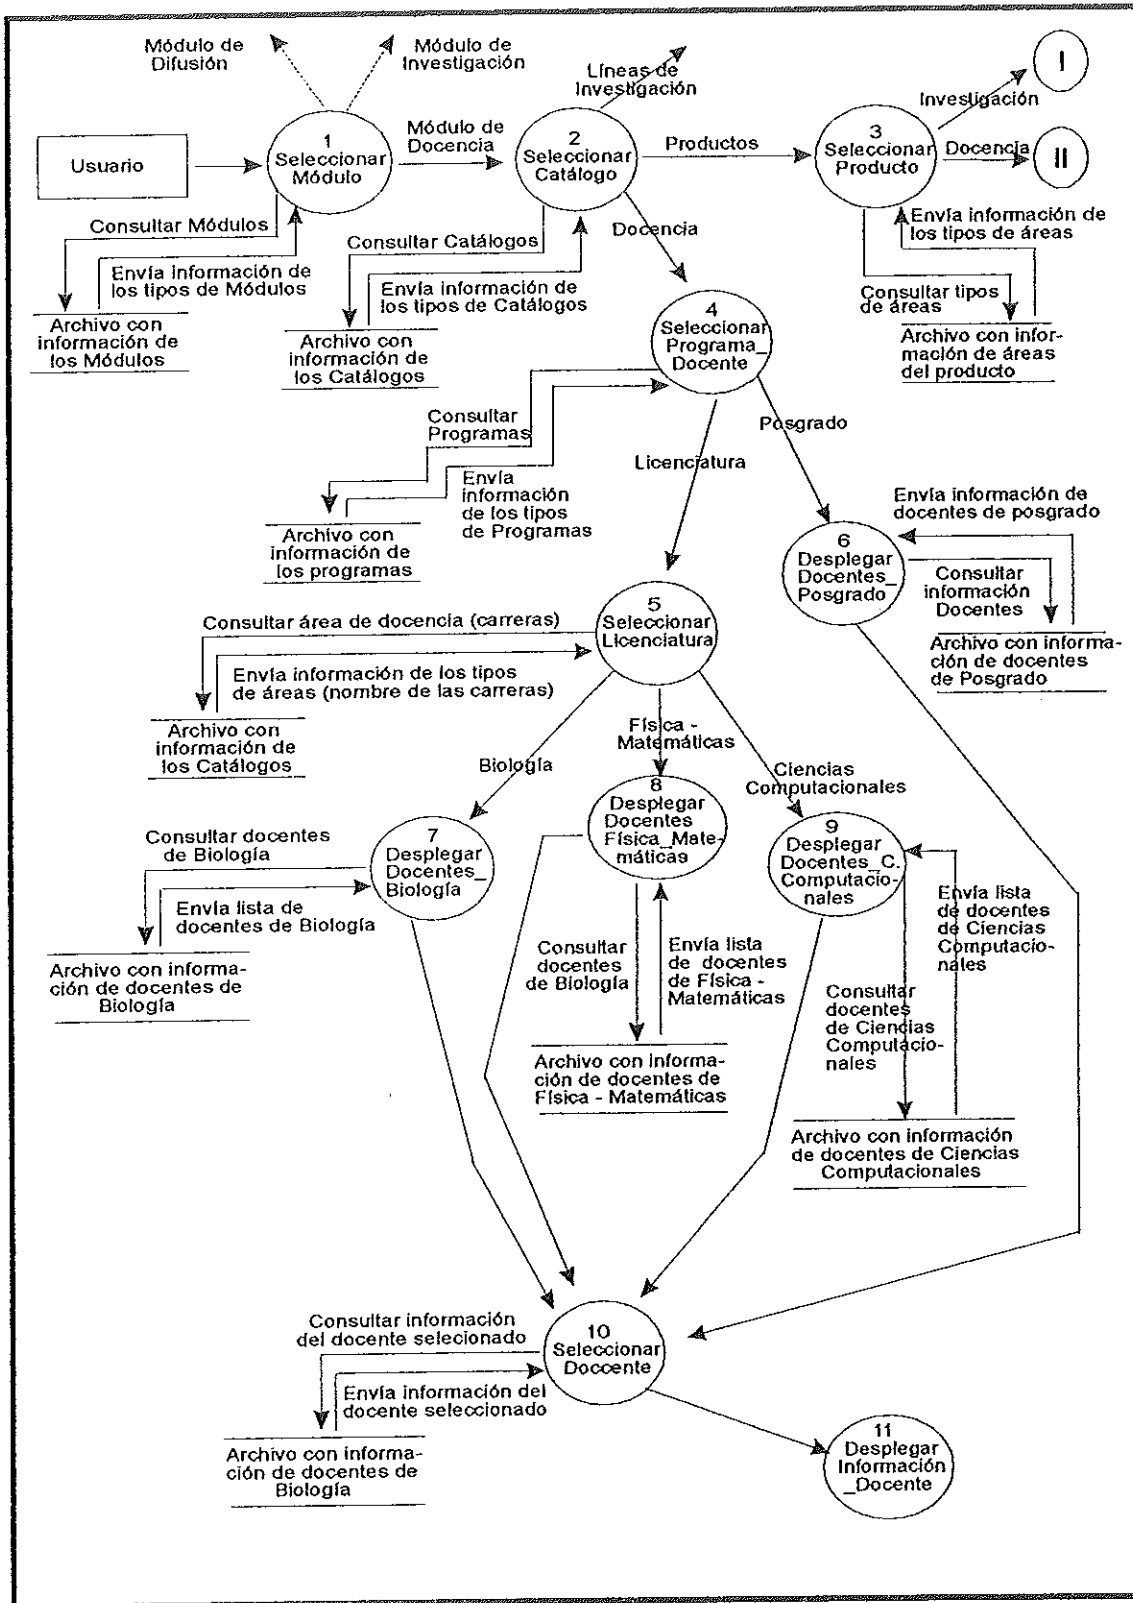 Módulo de
Difusión
Módulo de
Investigación
Líneas de
Investigación
I
Investigación
Usuario
1
Seleccionar
Módulo
Módulo de
Docencia
2
Seleccionar
Catálogo
Productos
3
Seleccionar
Producto
Docencia
II
Consultar Módulos
Envía información de
los tipos de Módulos
Archivo con
información de
los Módulos
Consultar Catálogos
Envía información de
los tipos de Catálogos
Archivo con
información de
los Catálogos
Docencia
Envía información de
los tipos de áreas
Consultar tipos
de áreas
Archivo con infor-
mación de áreas
del producto
4
Seleccionar
Programa_
Docente
Consultar
Programas
Envía
información
de los tipos
de Programas
Archivo con
información de
los programas
Licenciatura
Posgrado
Envía información de
docentes de posgrado
6
Desplegar
Docentes_
Posgrado
Consultar
información
Docentes
Archivo con informa-
ción de docentes
de Posgrado
5
Seleccionar
Licenciatura
Consultar área de docencia (carreras)
Envía información de los tipos
de áreas (nombre de las carreras)
Archivo con
información de
los Catálogos
Biología
Física -
Matemáticas
Ciencias
Computacionales
7
Desplegar
Docentes_
Biología
Consultar docentes
de Biología
Envía lista de
docentes de Biología
Archivo con informa-
ción de docentes de
Biología
8
Desplegar
Docentes
Física_Mate-
máticas
Consultar
docentes
de Biología
Envía lista
de docentes
de Física -
Matemáticas
Archivo con informa-
ción de docentes de
Física - Matemáticas
9
Desplegar
Docentes_C.
Computacio-
nales
Envía lista
de docentes
de Ciencias
Computacio-
nales
Consultar
docentes
de Ciencias
Computacio-
nales
Archivo con información
de docentes de Ciencias
Computacionales
10
Seleccionar
Doccente
Consultar información
del docente selecionado
Envía información del
docente seleccionado
Archivo con informa-
ción de docentes de
Biología
11
Desplegar
Información
_Docente